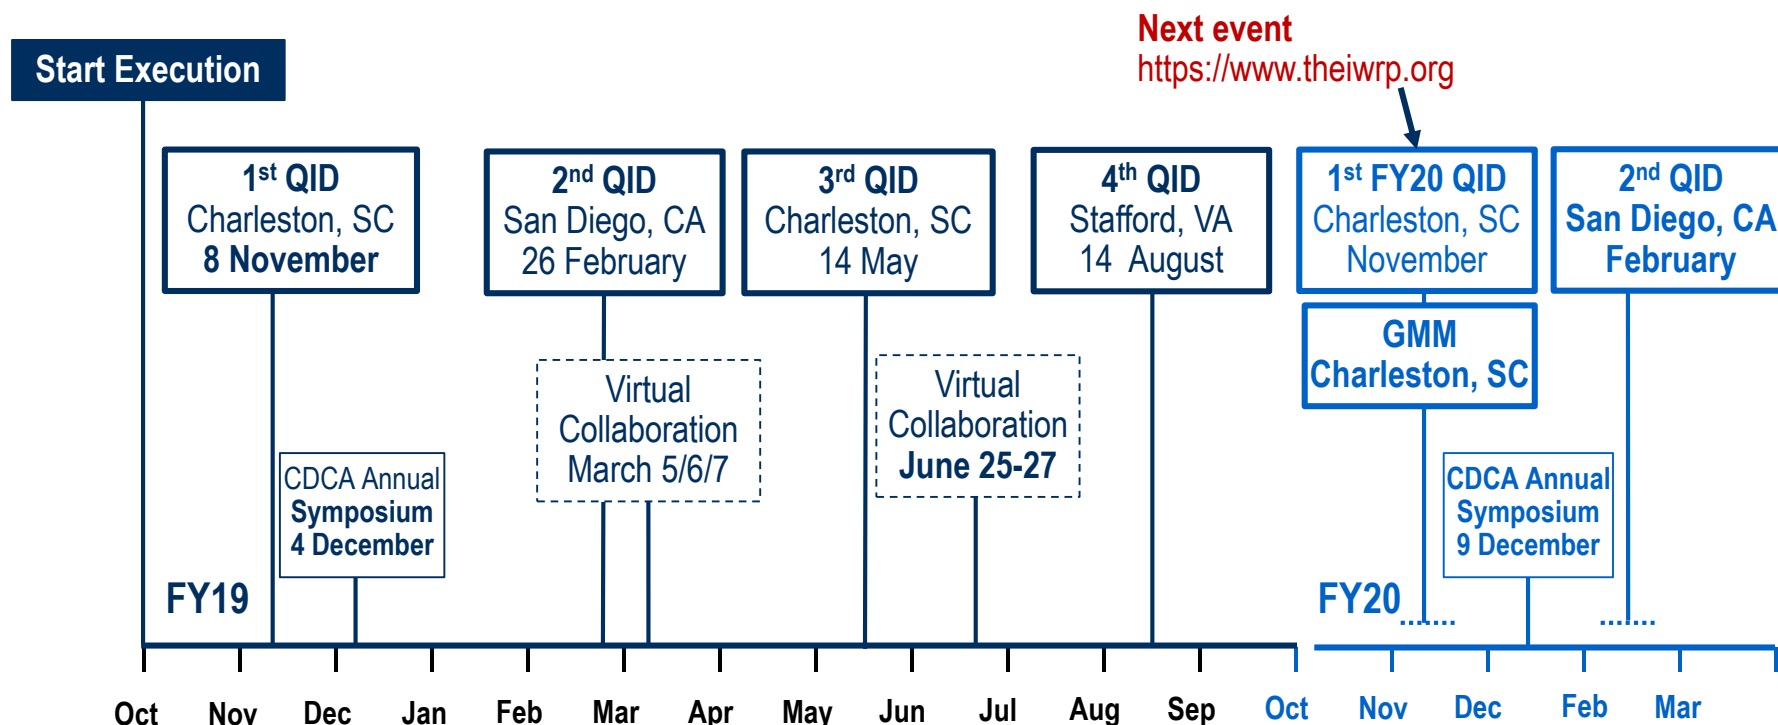 Next event
https://www.theiwrp.org
Start Execution
1st QID
Charleston, SC
8 November
2nd QID
San Diego, CA
26 February
3rd QID
Charleston, SC
14 May
4th QID
Stafford, VA
14 August
1st FY20 QID
Charleston, SC
November
2nd QID
San Diego, CA
February
GMM
Charleston, SC
Virtual
Collaboration
March 5/6/7
Virtual
Collaboration
June 25-27
CDCA Annual
Symposium
4 December
CDCA Annual
Symposium
9 December
FY19
FY20
Oct Nov Dec Jan Feb Mar Apr May Jun Jul Aug Sep Oct Nov Dec Feb Mar